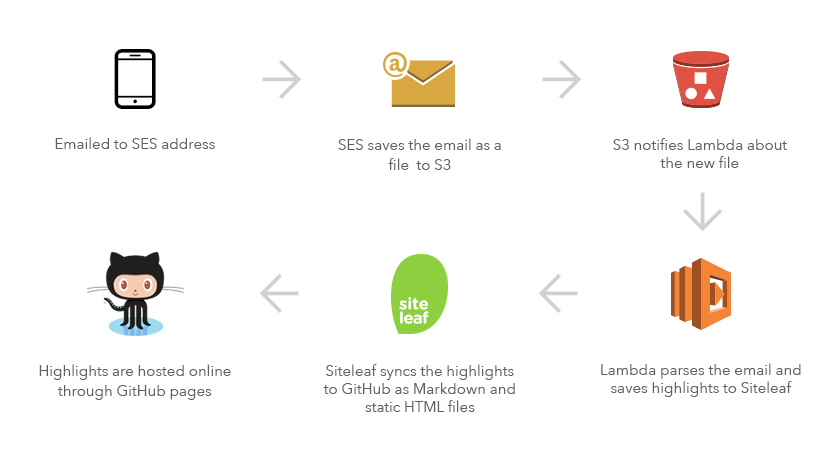 @
Emailed to SES address
SES saves the email as a
file to S3
S3 notifies Lambda about
the new file
Lambda parses the email and
saves highlights to Siteleaf
site
leaf
Siteleaf syncs the highlights
to GitHub as Markdown and
static HTML files
Highlights are hosted online
through GitHub pages